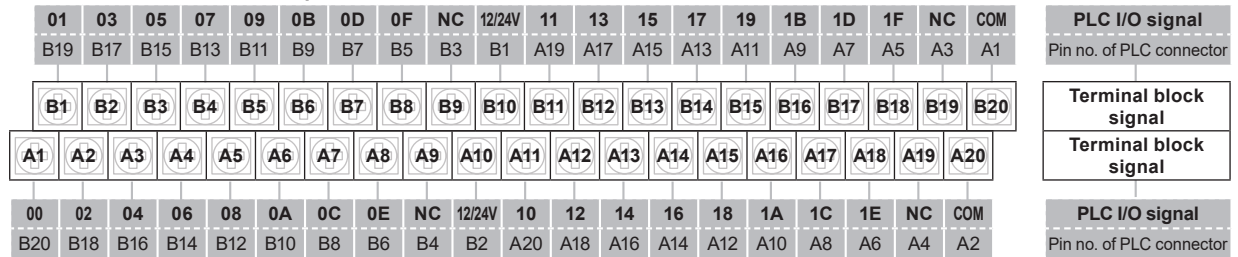 01 03 05 07 09 0B 0D 0F NC 12/24V 11 13 15 17 19 1B 1D 1F NC COM PLC I/O signal
B19 B17 B15 B13 B11 B9 B7 B5 B3 B1 A19 A17 A15 A13 A11 A9 A7 A5 A3 A1 Pin no. of PLC connector
B1 B2 B3 B4 B5 B6 B7 B8 B9 B10 B11 B12 B13 B14 B15 B16 B17 B18 B19 B20 Terminal block
signal
A1 A2 A3 A4 A5 A6 A7 A8 A9 A10 A11 A12 A13 A14 A15 A16 A17 A18 A19 A20 Terminal block
signal
00 02 04 06 08 0A 0C 0E NC 12/24V 10 12 14 16 18 1A 1C 1E NC COM PLC I/O signal
B20 B18 B16 B14 B12 B10 B8 B6 B4 B2 A20 A18 A16 A14 A12 A10 A8 A6 A4 A2 Pin no. of PLC connector